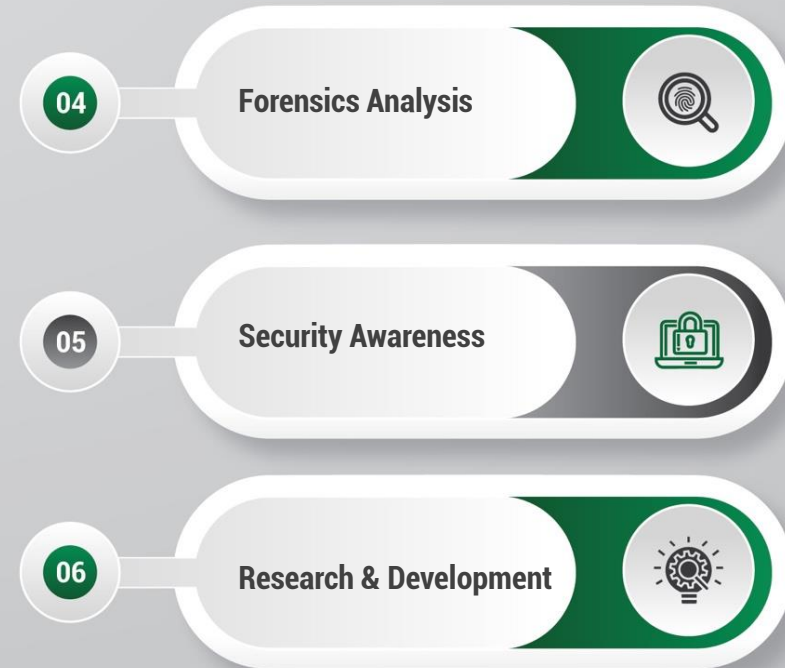 04
Forensics Analysis
05
Security Awareness
06
Research & Development